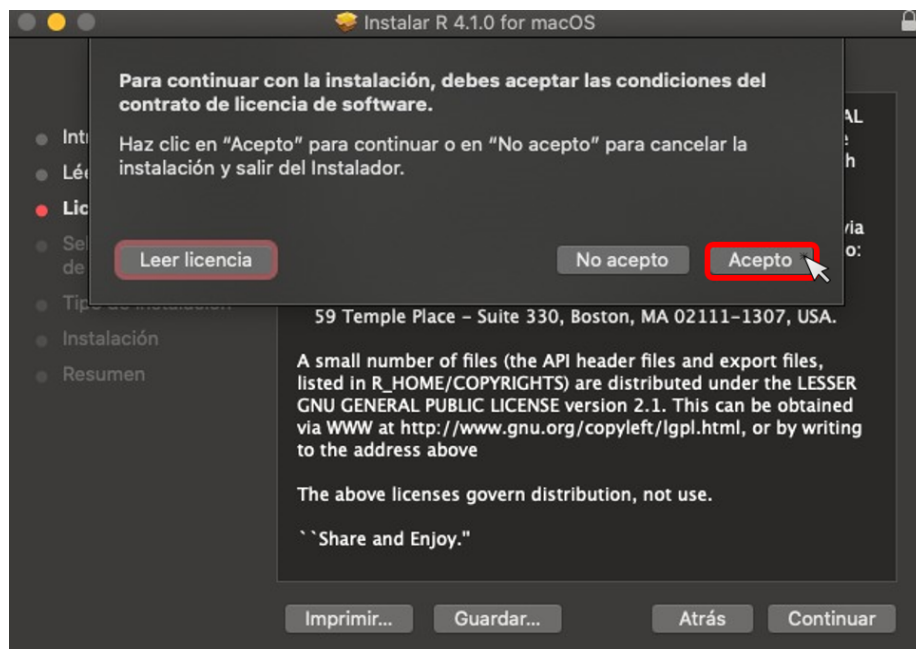 Instalar R 4.1.0 for macOS
Para continuar con la instalación, debes aceptar las condiciones del
contrato de licencia de software.
Haz clic en “Acepto” para continuar o en “No acepto” para cancelar la
instalación y salir del Instalador.
Leer licencia
No acepto
Acepto
Instalación
Resumen
59 Temple Place – Suite 330, Boston, MA 02111–1307, USA.
A small number of files (the API header files and export files,
listed in R_HOME/COPYRIGHTS) are distributed under the LESSER
GNU GENERAL PUBLIC LICENSE version 2.1. This can be obtained
via WWW at http://www.gnu.org/copyleft/lgpl.html, or by writing
to the address above
The above licenses govern distribution, not use.
``Share and Enjoy.''
Imprimir...
Guardar...
Atrás
Continuar